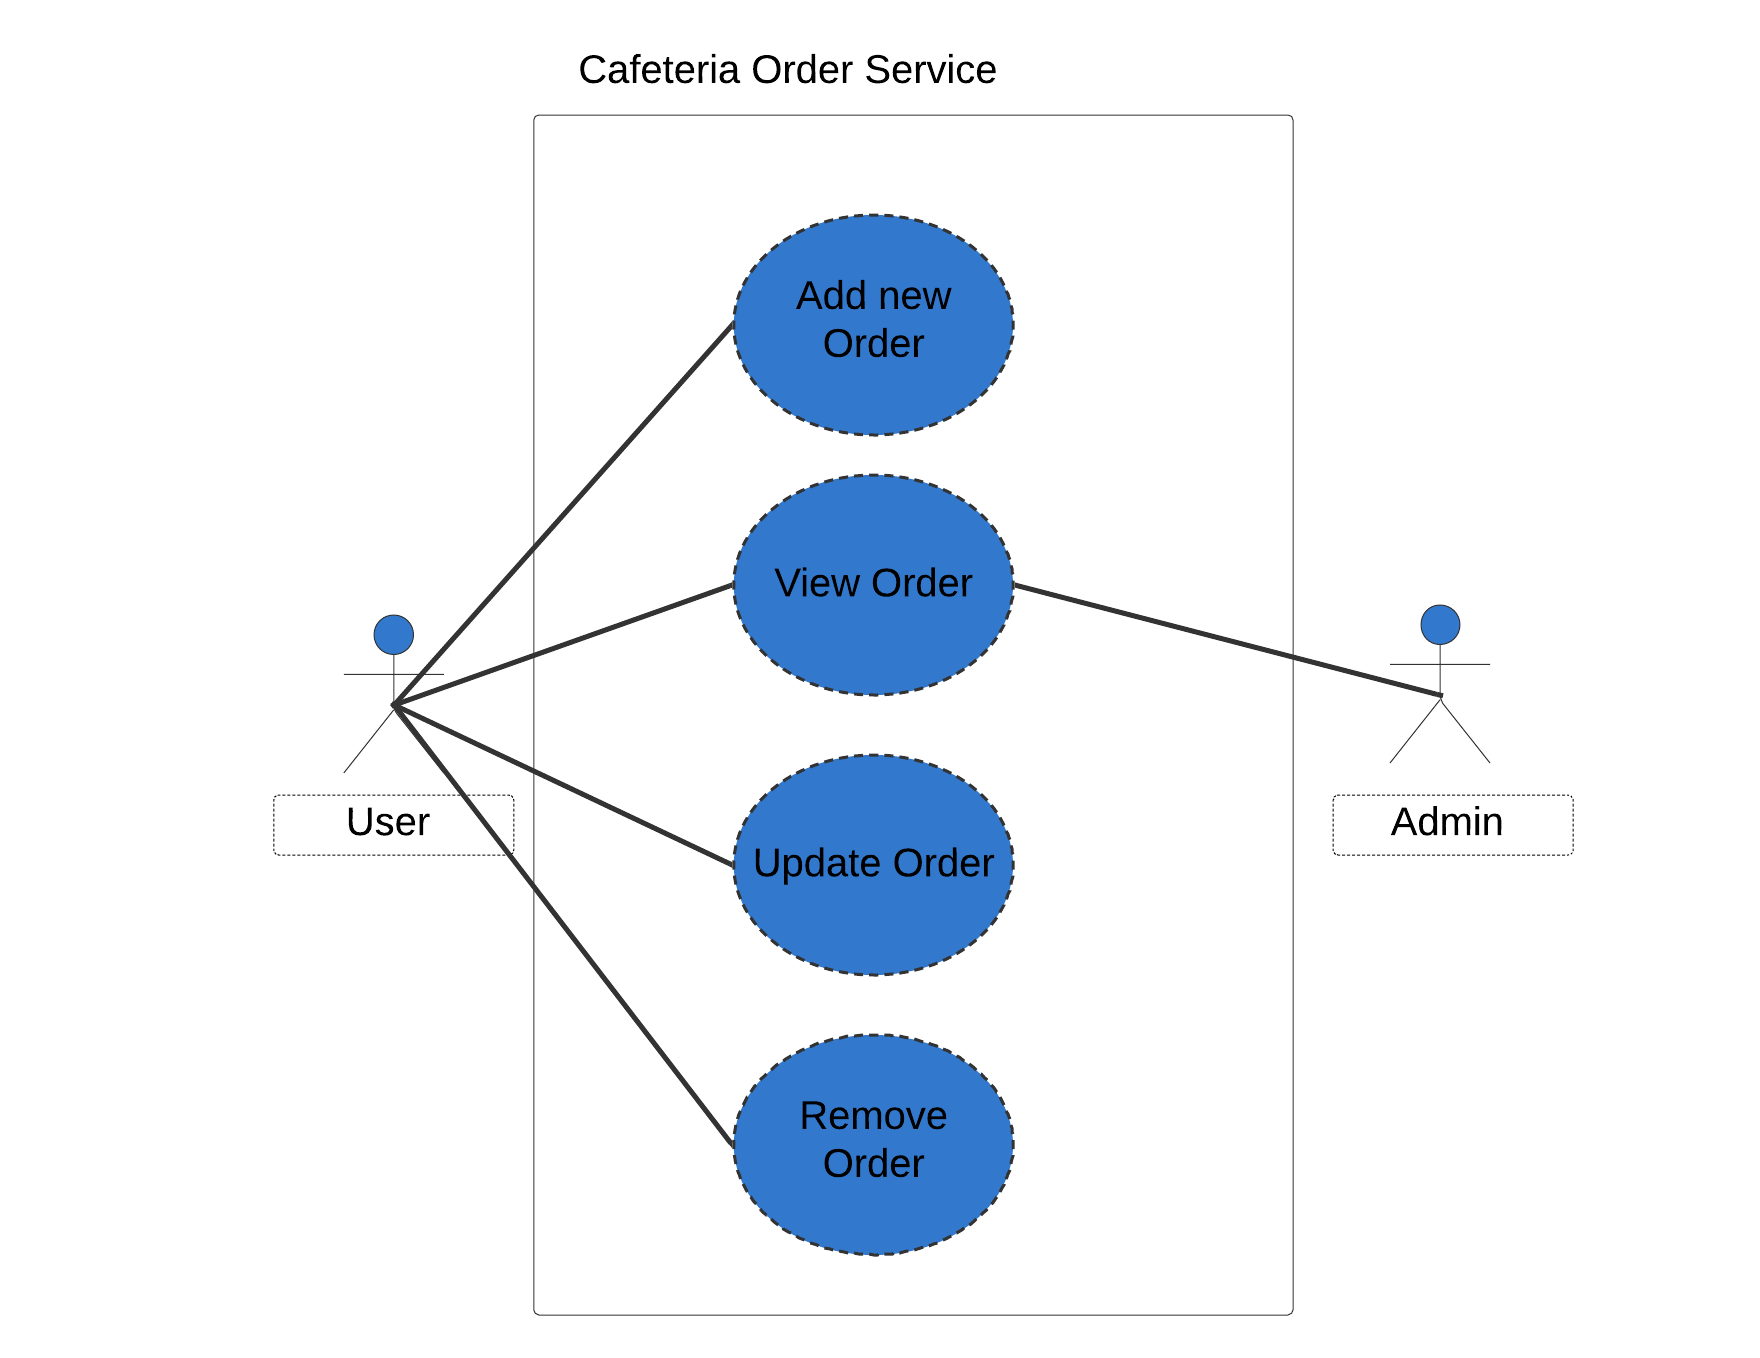 Cafeteria Order Service
Add new
Order
View Order
User
Admin
Update Order
Remove
Order